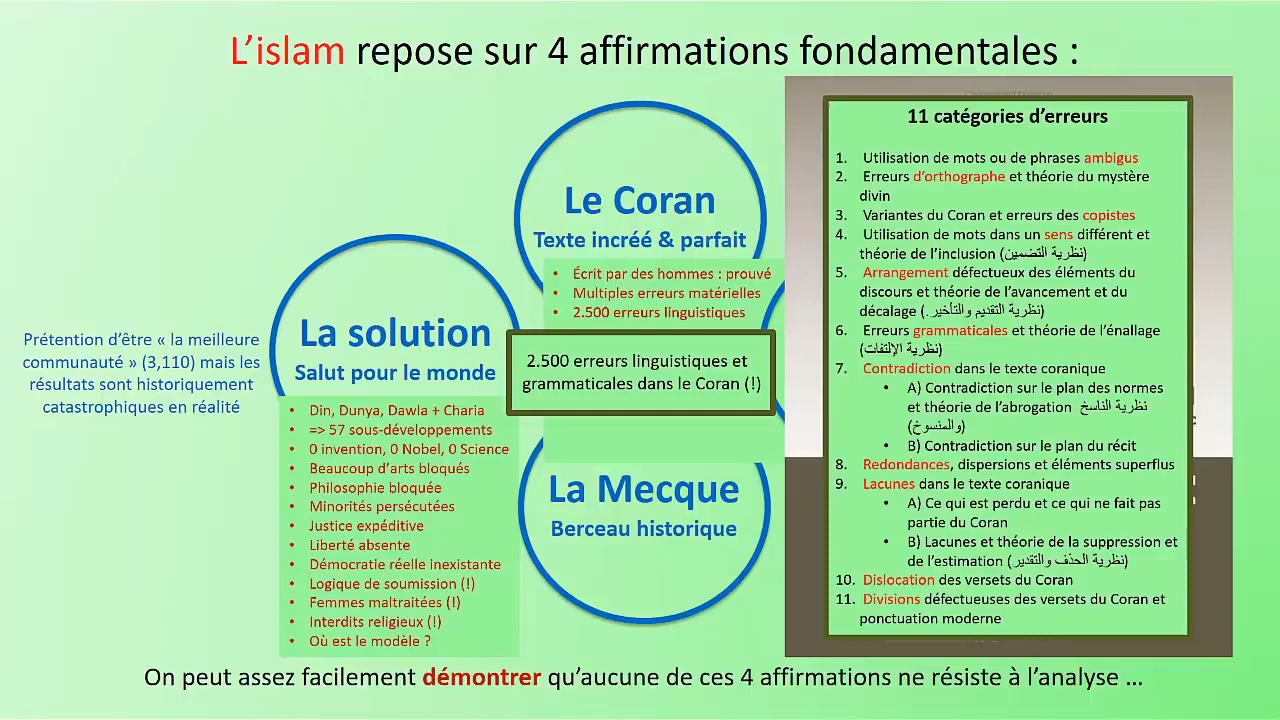 L'islam repose sur 4 affirmations fondamentales :
Le Coran
Texte incréé & parfait
• Écrit par des hommes : prouvé
• Multiples erreurs matérielles
• 2.500 erreurs linguistiques
2.500 erreurs linguistiques et
grammaticales dans le Coran (!)
La solution
Salut pour le monde
Prétention d'être « la meilleure
communauté » (3,110) mais les
résultats sont historiquement
catastrophiques en réalité
• Din, Dunya, Dawla + Charia
• => 57 sous-développements
• 0 invention, 0 Nobel, 0 Science
• Beaucoup d'arts bloqués
• Philosophie bloquée
• Minorités persécutées
• Justice expéditive
• Liberté absente
• Démocratie réelle inexistante
• Logique de soumission (!)
• Femmes maltraitées (!)
• Interdits religieux (!)
• Où est le modèle ?
La Mecque
Berceau historique
11 catégories d'erreurs
1. Utilisation de mots ou de phrases ambigus
2. Erreurs d'orthographe et théorie du mystère
divin
3. Variantes du Coran et erreurs des copistes
4. Utilisation de mots dans un sens différent et
théorie de l'inclusion (نظرية التضمين)
5. Arrangement défectueux des éléments du
discours et théorie de l'avancement et du
décalage (نظرية التقديم والتأخير.)
6. Erreurs grammaticales et théorie de l'énallage
(نظرية الإلتفات)
7. Contradiction dans le texte coranique
• A) Contradiction sur le plan des normes
et théorie de l'abrogation نظرية الناسخ
(والمنسوخ)
• B) Contradiction sur le plan du récit
8. Redondances, dispersions et éléments superflus
9. Lacunes dans le texte coranique
• A) Ce qui est perdu et ce qui ne fait pas
partie du Coran
• B) Lacunes et théorie de la suppression et
de l'estimation (نظرية الحذف والتقدير)
10. Dislocation des versets du Coran
11. Divisions défectueuses des versets du Coran et
ponctuation moderne
On peut assez facilement démontrer qu'aucune de ces 4 affirmations ne résiste à l'analyse ...